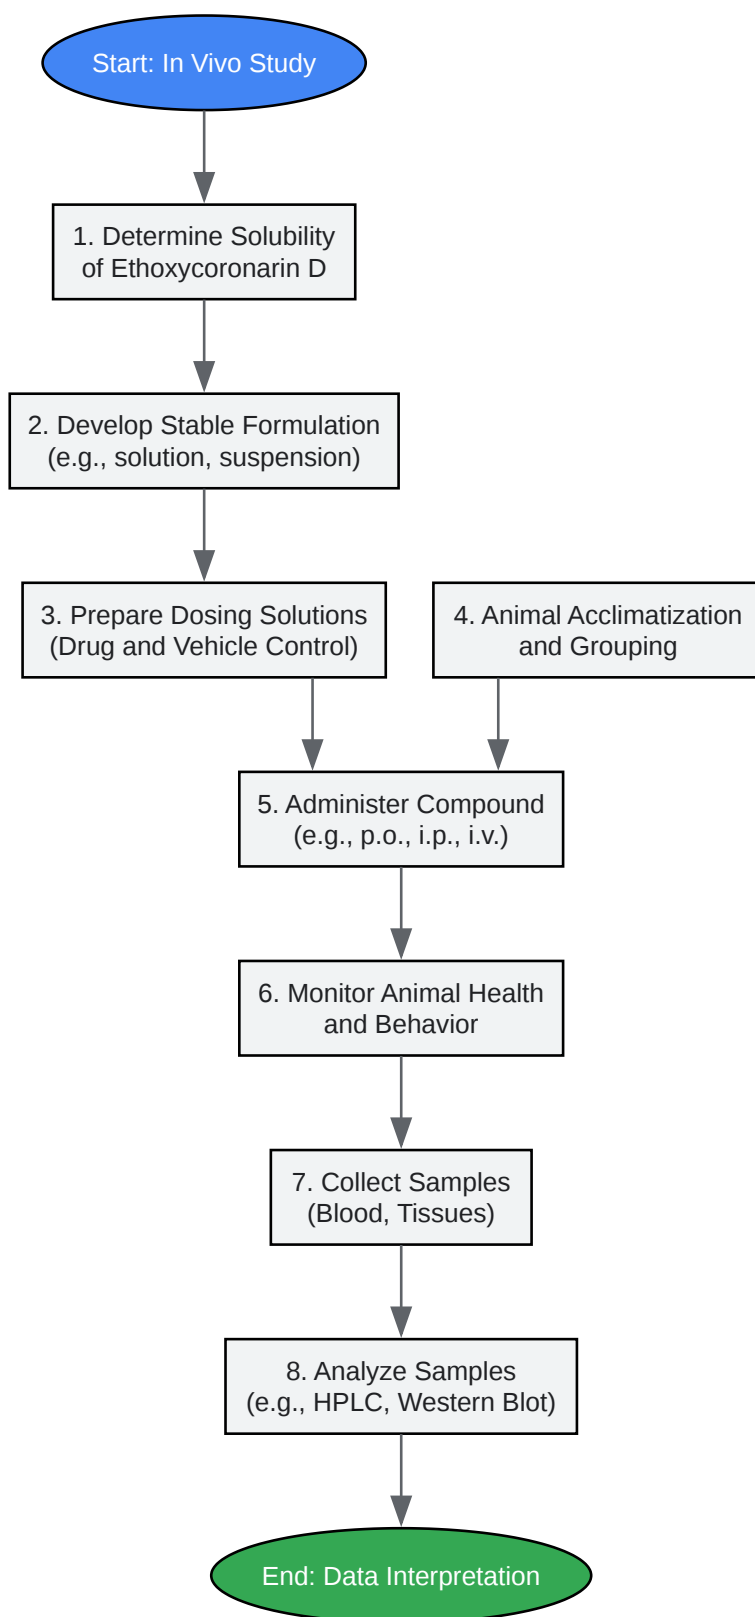 Start: In Vivo Study
1. Determine Solubility
of Ethoxycoronarin D
2. Develop Stable Formulation
(e.g., solution, suspension)
3. Prepare Dosing Solutions
(Drug and Vehicle Control)
4. Animal Acclimatization
and Grouping
5. Administer Compound
(e.g., p.o., i.p., i.v.)
6. Monitor Animal Health
and Behavior
7. Collect Samples
(Blood, Tissues)
8. Analyze Samples
(e.g., HPLC, Western Blot)
End: Data Interpretation